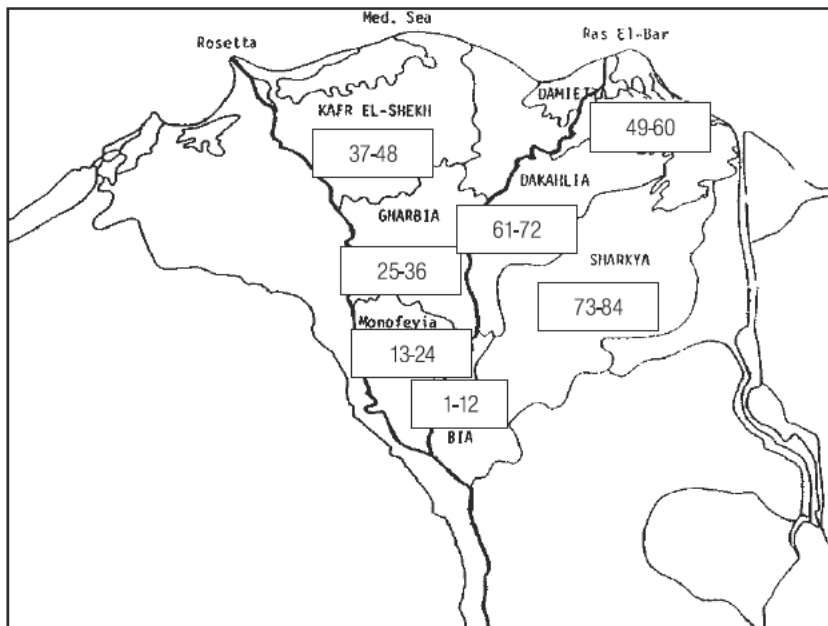 Med. Sea
Rosetta
Ras El-Bar
KAFR EL-SHEKH
49-60
37-48
DAKAHLIA
GHARBIA
61-72
SHARKYA
25-36
73-84
Monofeyia
13-24
1-12
BIA